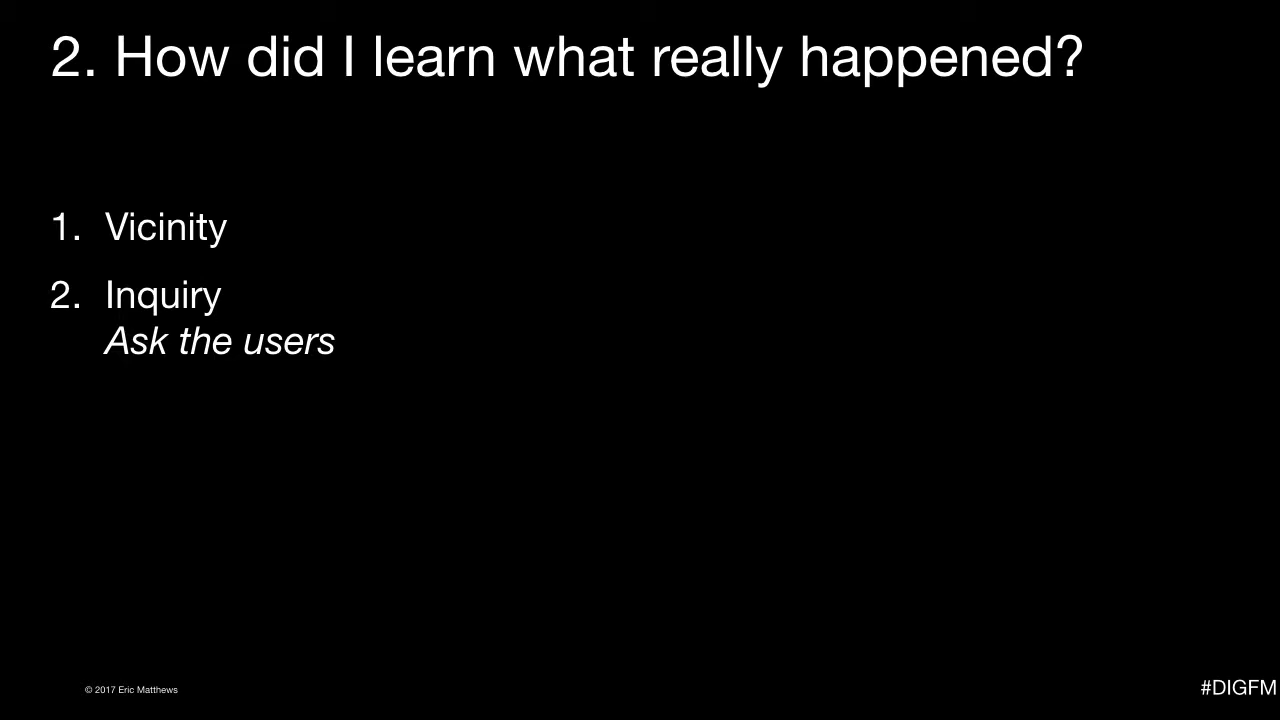 2. How did I learn what really happened?
1. Vicinity
2. Inquiry
Ask the users
© 2017 Eric Matthews
#DIGFM